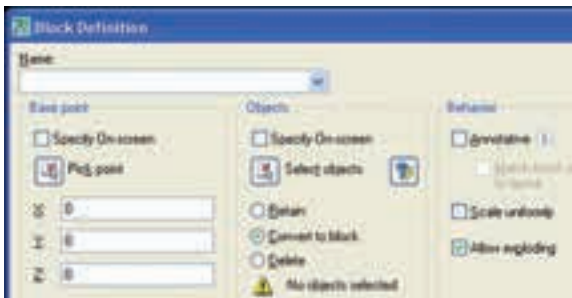 Block Definition
Name:
Base point
Specify On-screen
Pick point
X: 0
Y: 0
Z: 0
Objects
Specify On-screen
Select objects
Retain
Convert to block
Delete
No objects selected
Behavior
Annotative
Scale uniformly
Allow exploding